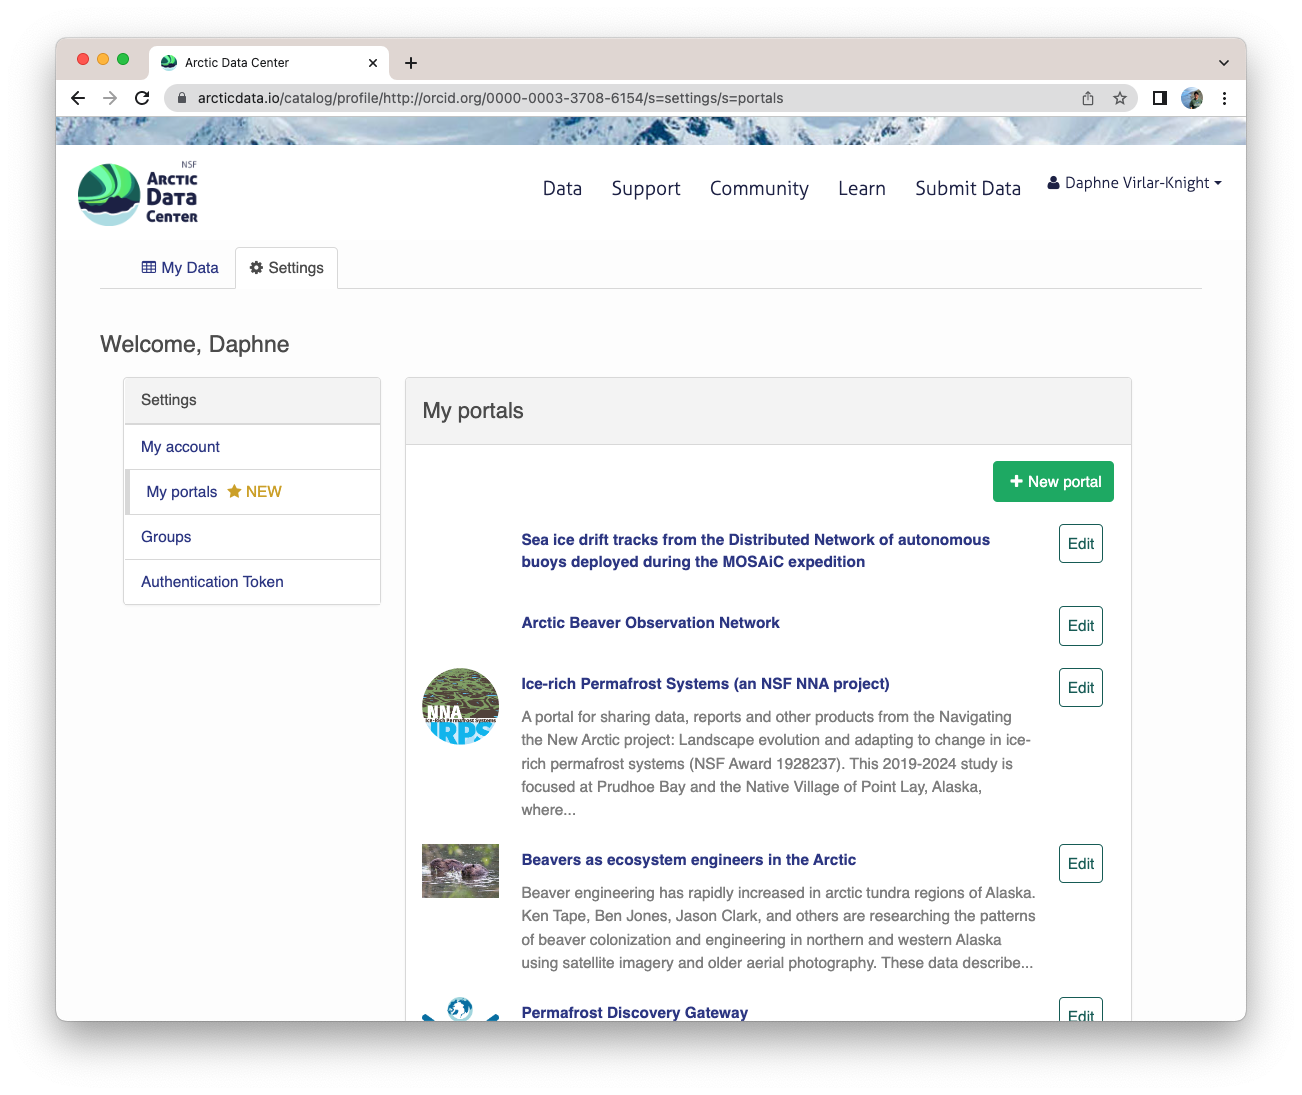 Arctic Data Center
arcticdata.io/catalog/profile/http://orcid.org/0000-0003-3708-6154/s=settings/s=portals
NSF
ARCTIC
DATA
CENTER
Data
Support
Community
Learn
Submit Data
Daphne Virlar-Knight
My Data
Settings
Welcome, Daphne
Settings
My account
My portals NEW
Groups
Authentication Token
My portals
+ New portal
Sea ice drift tracks from the Distributed Network of autonomous
buoys deployed during the MOSAiC expedition
Edit
Arctic Beaver Observation Network
Edit
NNA
Ice-rich Permafrost Systems
IRPS
Ice-rich Permafrost Systems (an NSF NNA project)
Edit
A portal for sharing data, reports and other products from the Navigating
the New Arctic project: Landscape evolution and adapting to change in ice-
rich permafrost systems (NSF Award 1928237). This 2019-2024 study is
focused at Prudhoe Bay and the Native Village of Point Lay, Alaska,
where...
Beavers as ecosystem engineers in the Arctic
Edit
Beaver engineering has rapidly increased in arctic tundra regions of Alaska.
Ken Tape, Ben Jones, Jason Clark, and others are researching the patterns
of beaver colonization and engineering in northern and western Alaska
using satellite imagery and older aerial photography. These data describe...
Permafrost Discovery Gateway
Edit